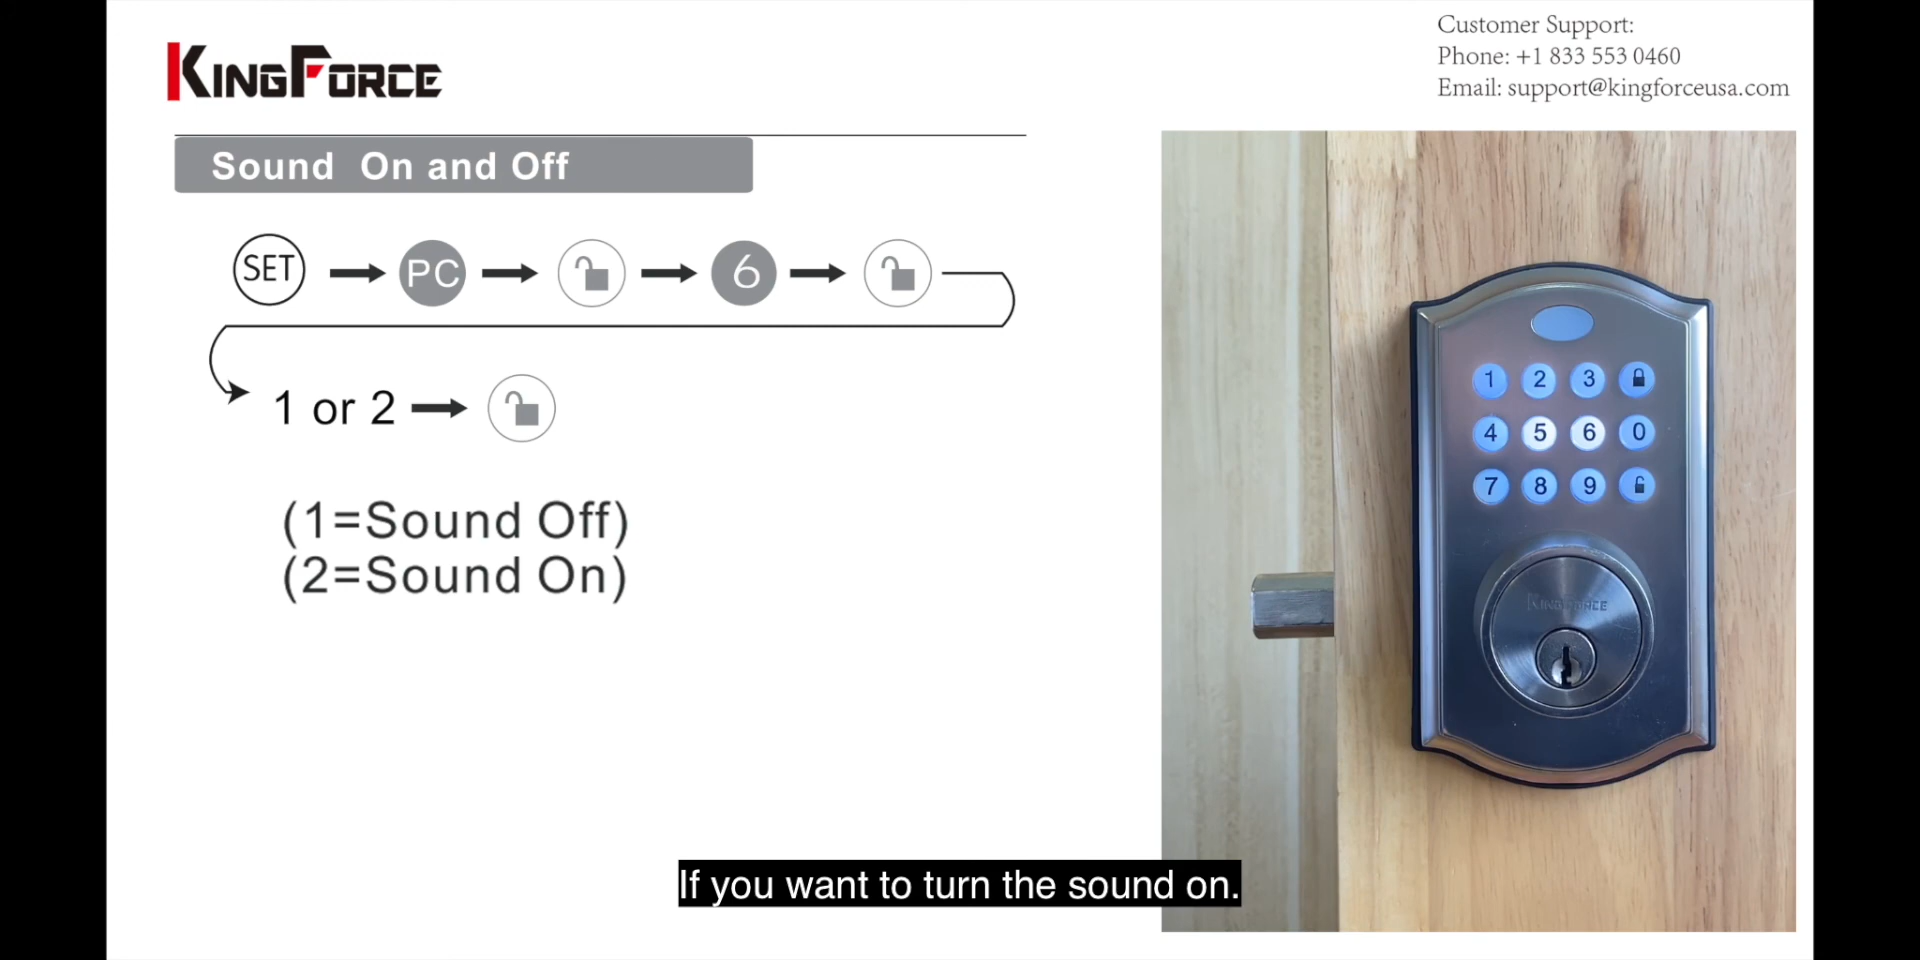 KINGFORCE
Customer Support:
Phone: +1 833 553 0460
Email: support@kingforceusa.com
Sound On and Off
SET PC 6
1 or 2
(1=Sound Off)
(2=Sound On)
1 2 3
4 5 6 0
7 8 9
KINGFORCE
If you want to turn the sound on.